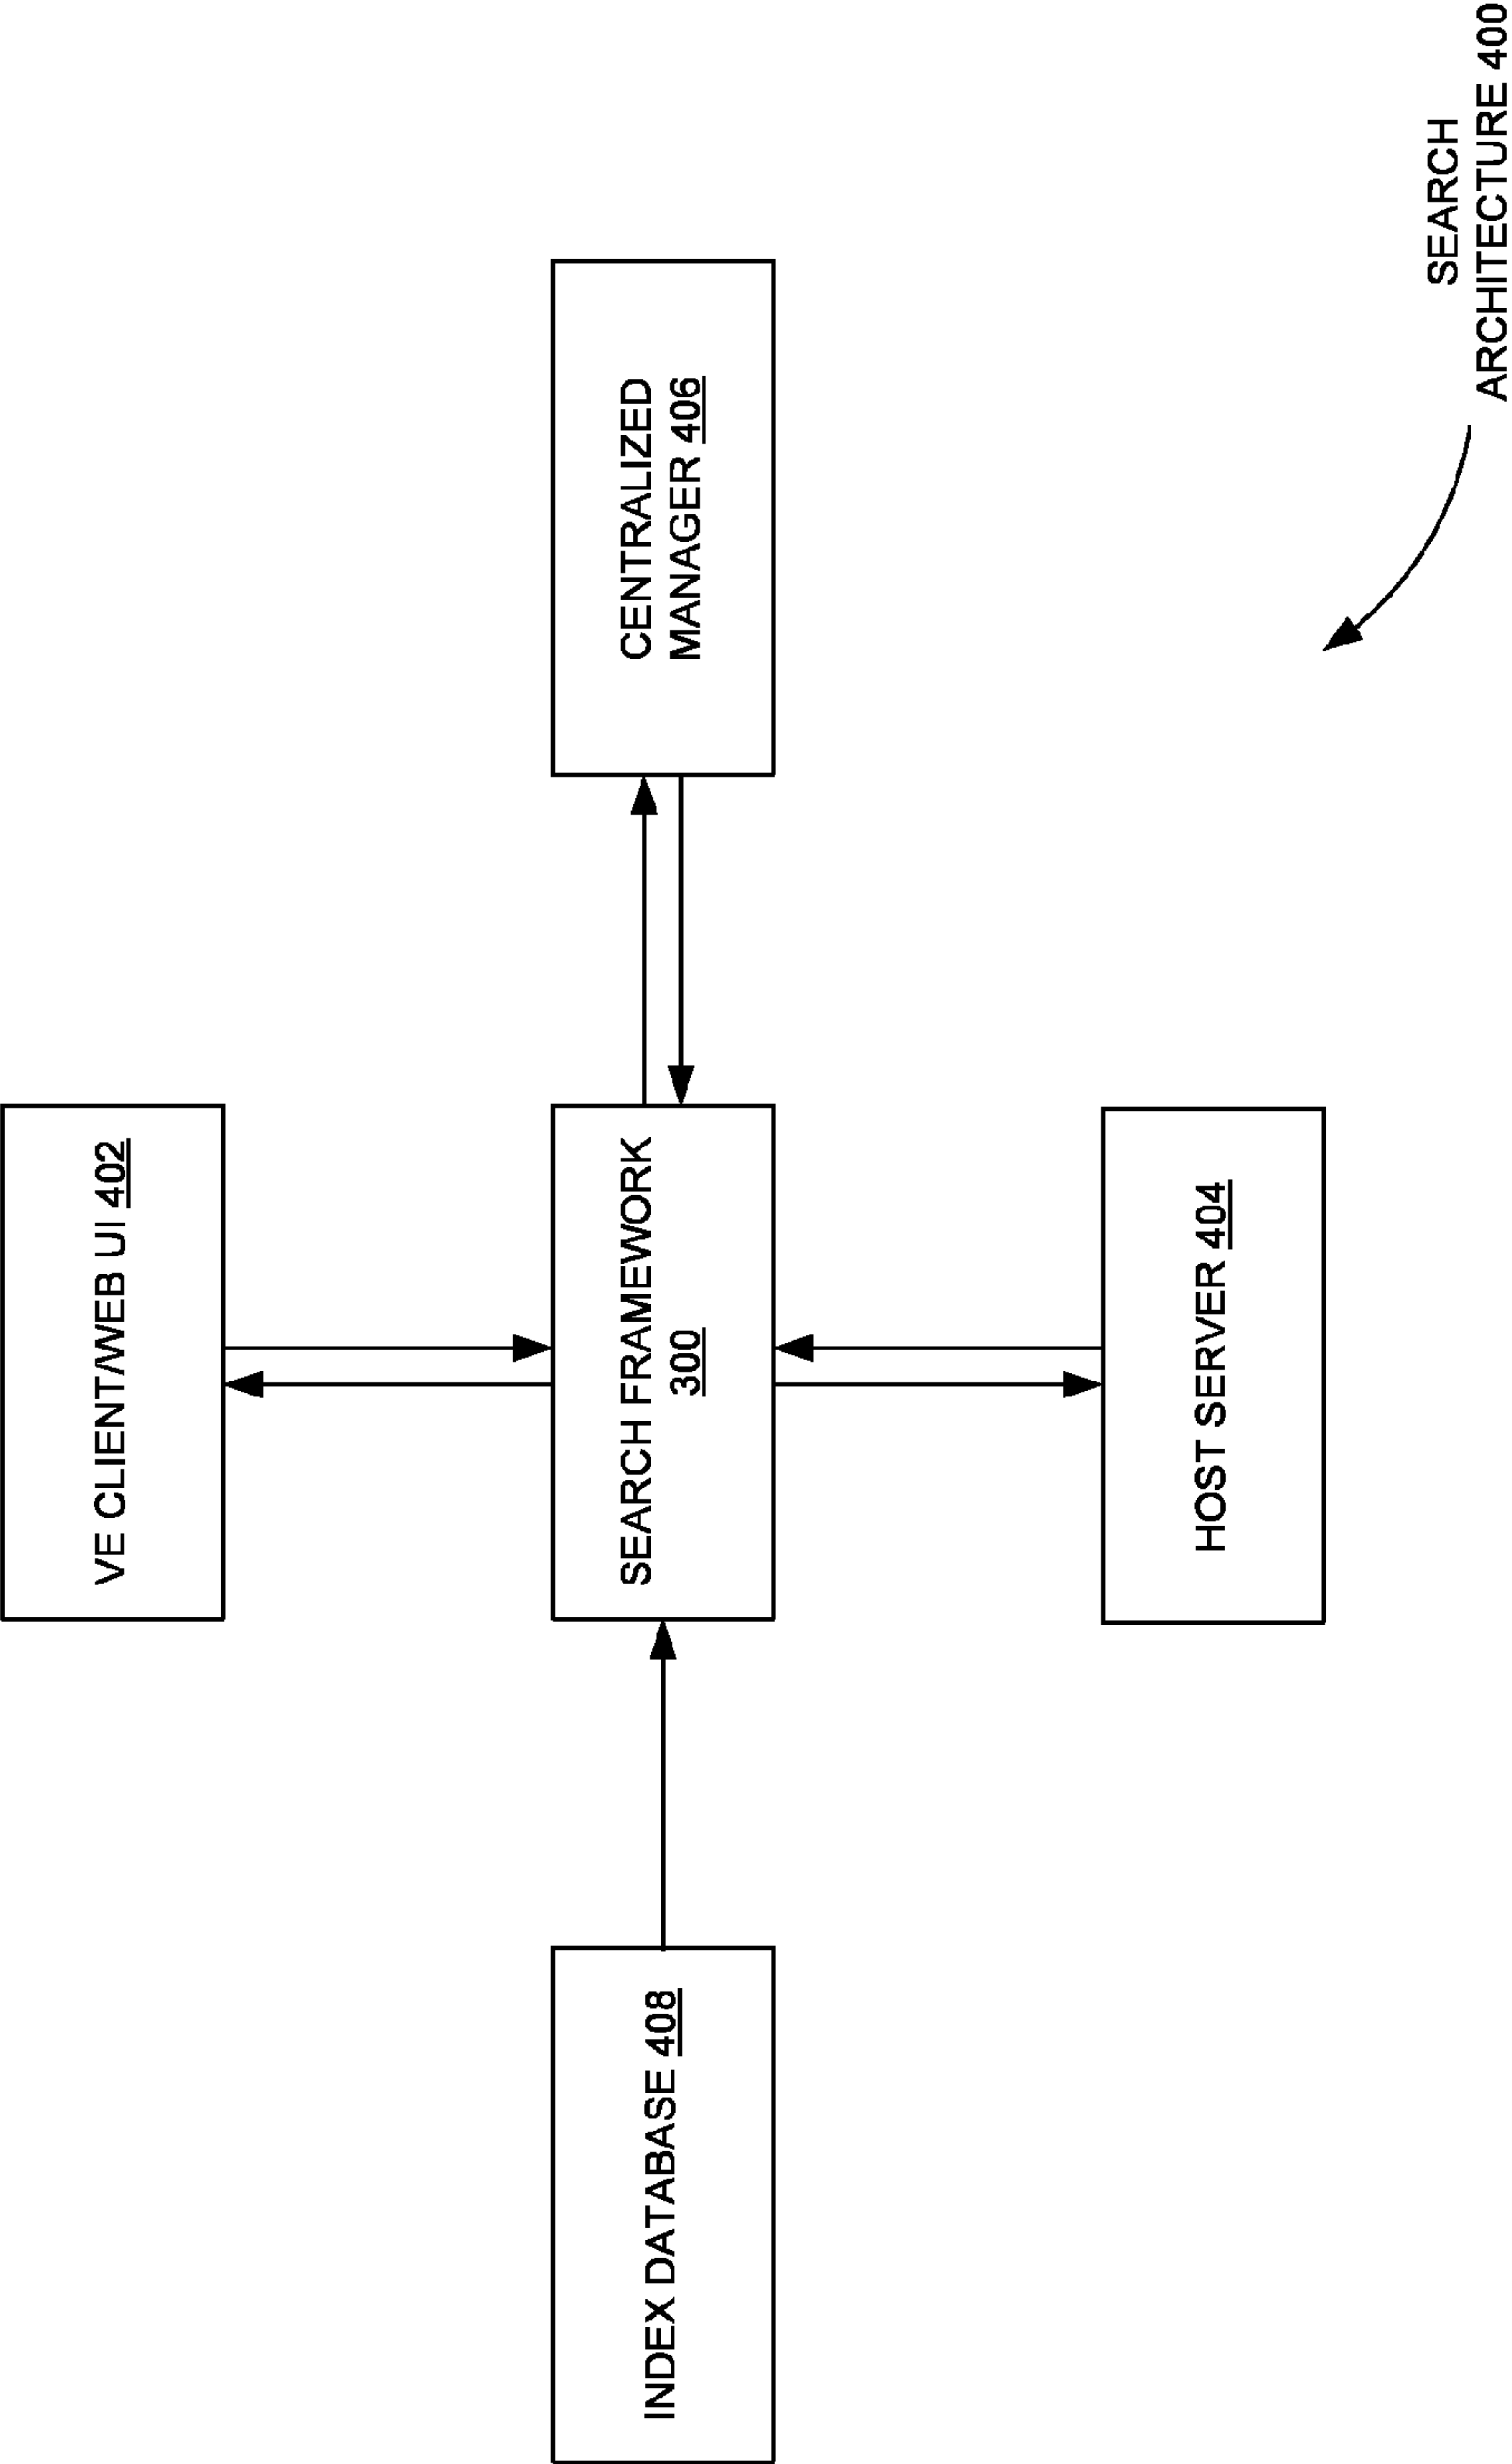 VE CLIENT/WEB UI 402
INDEX DATABASE 408
SEARCH FRAMEWORK
300
CENTRALIZED
MANAGER 406
HOST SERVER 404
SEARCH
ARCHITECTURE 400